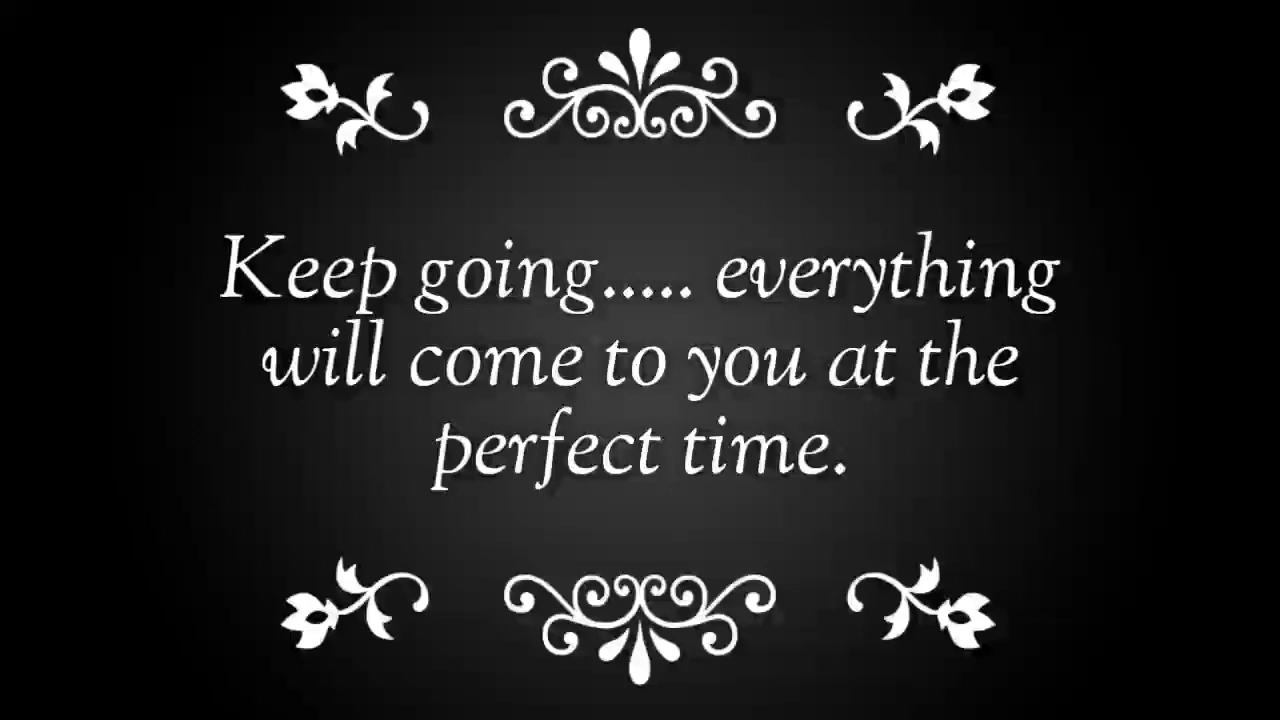 Keep going..... everything
will come to you at the
perfect time.